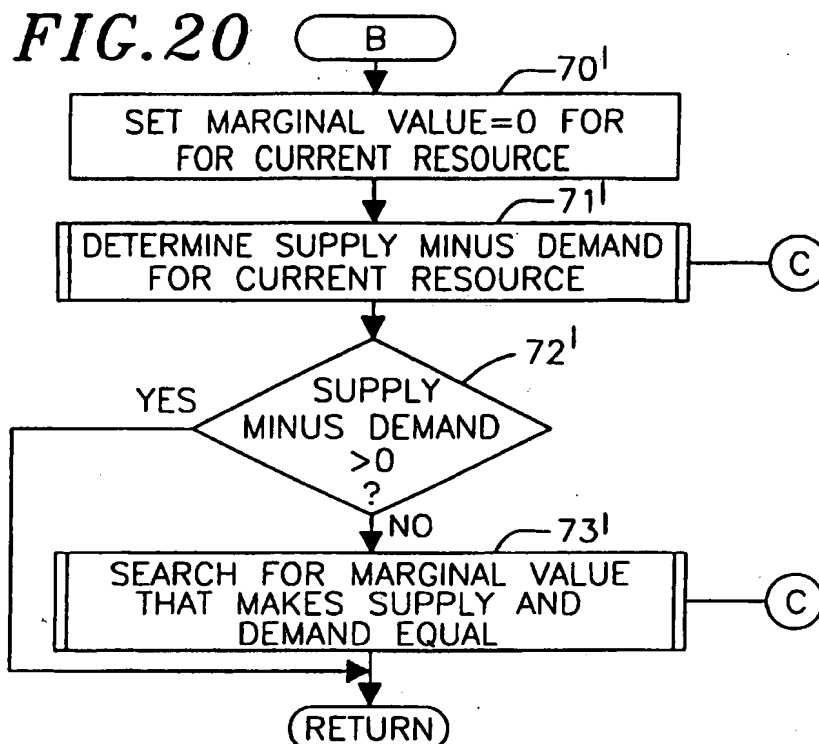 FIG.20
B
70'
SET MARGINAL VALUE=0 FOR
FOR CURRENT RESOURCE
71'
DETERMINE SUPPLY MINUS DEMAND
FOR CURRENT RESOURCE
C
72'
YES
SUPPLY
MINUS DEMAND
>0
?
NO
73'
SEARCH FOR MARGINAL VALUE
THAT MAKES SUPPLY AND
DEMAND EQUAL
C
RETURN